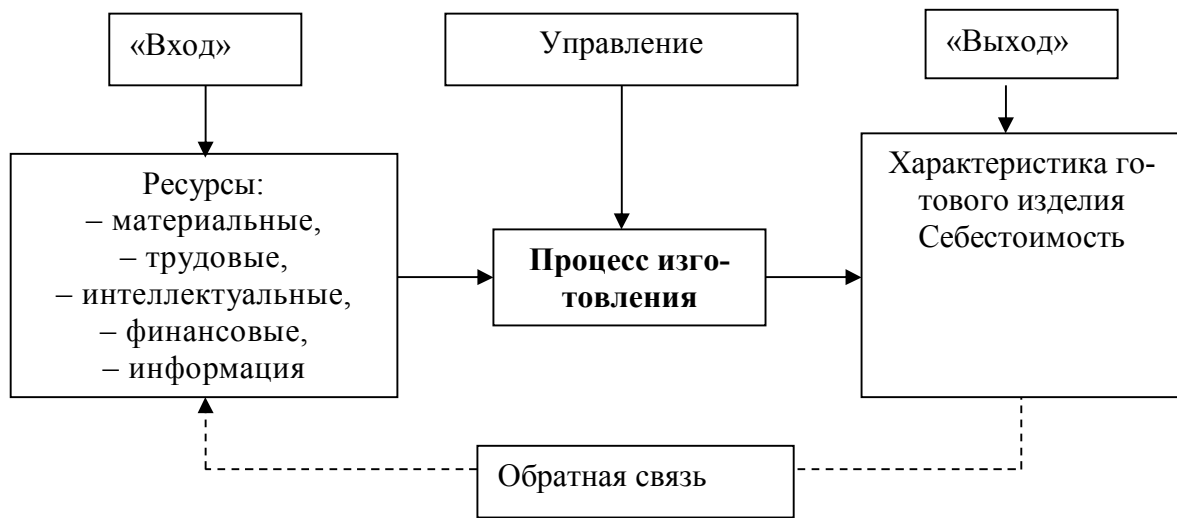 «Вход»
Управление
«Выход»
Ресурсы:
– материальные,
– трудовые,
– интеллектуальные,
– финансовые,
– информация
Процесс изго-
товления
Характеристика го-
тового изделия
Себестоимость
Обратная связь